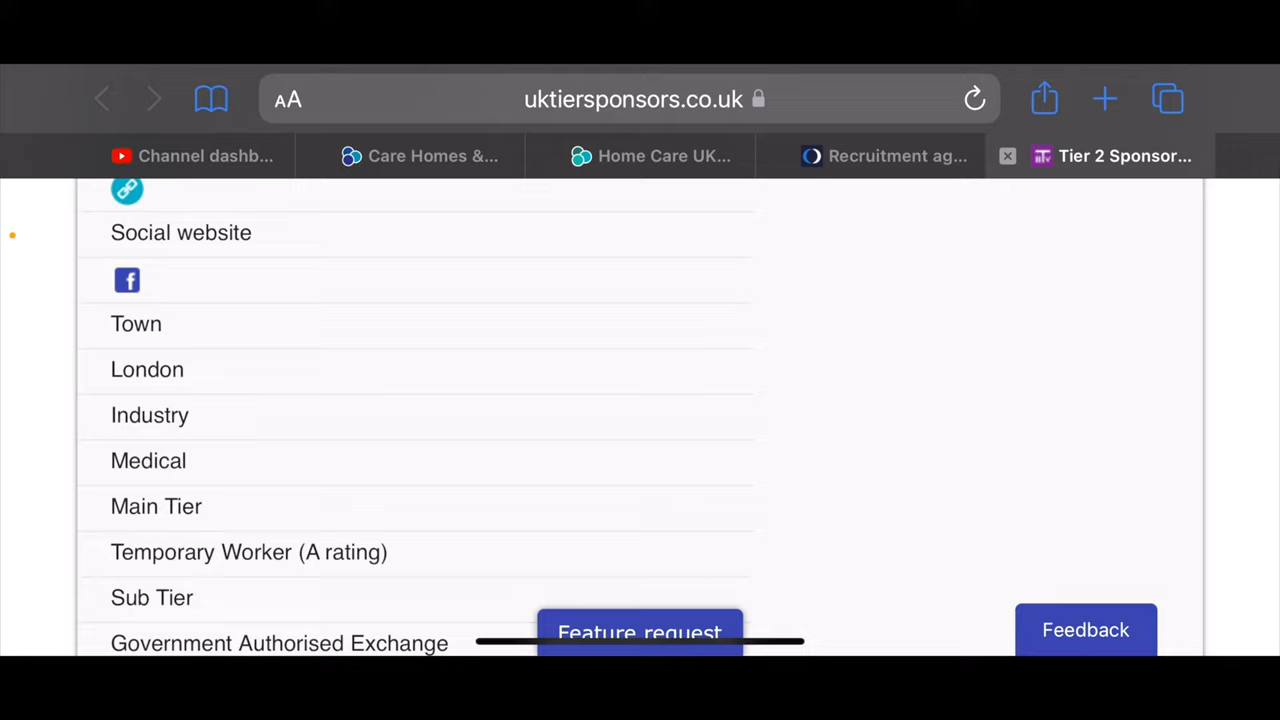 AA
uktiersponsors.co.uk
Channel dashb...
Care Homes &...
Home Care UK...
Recruitment ag...
Tier 2 Sponsor...
Social website
f
Town
London
Industry
Medical
Main Tier
Temporary Worker (A rating)
Sub Tier
Government Authorised Exchange
Feature request
Feedback